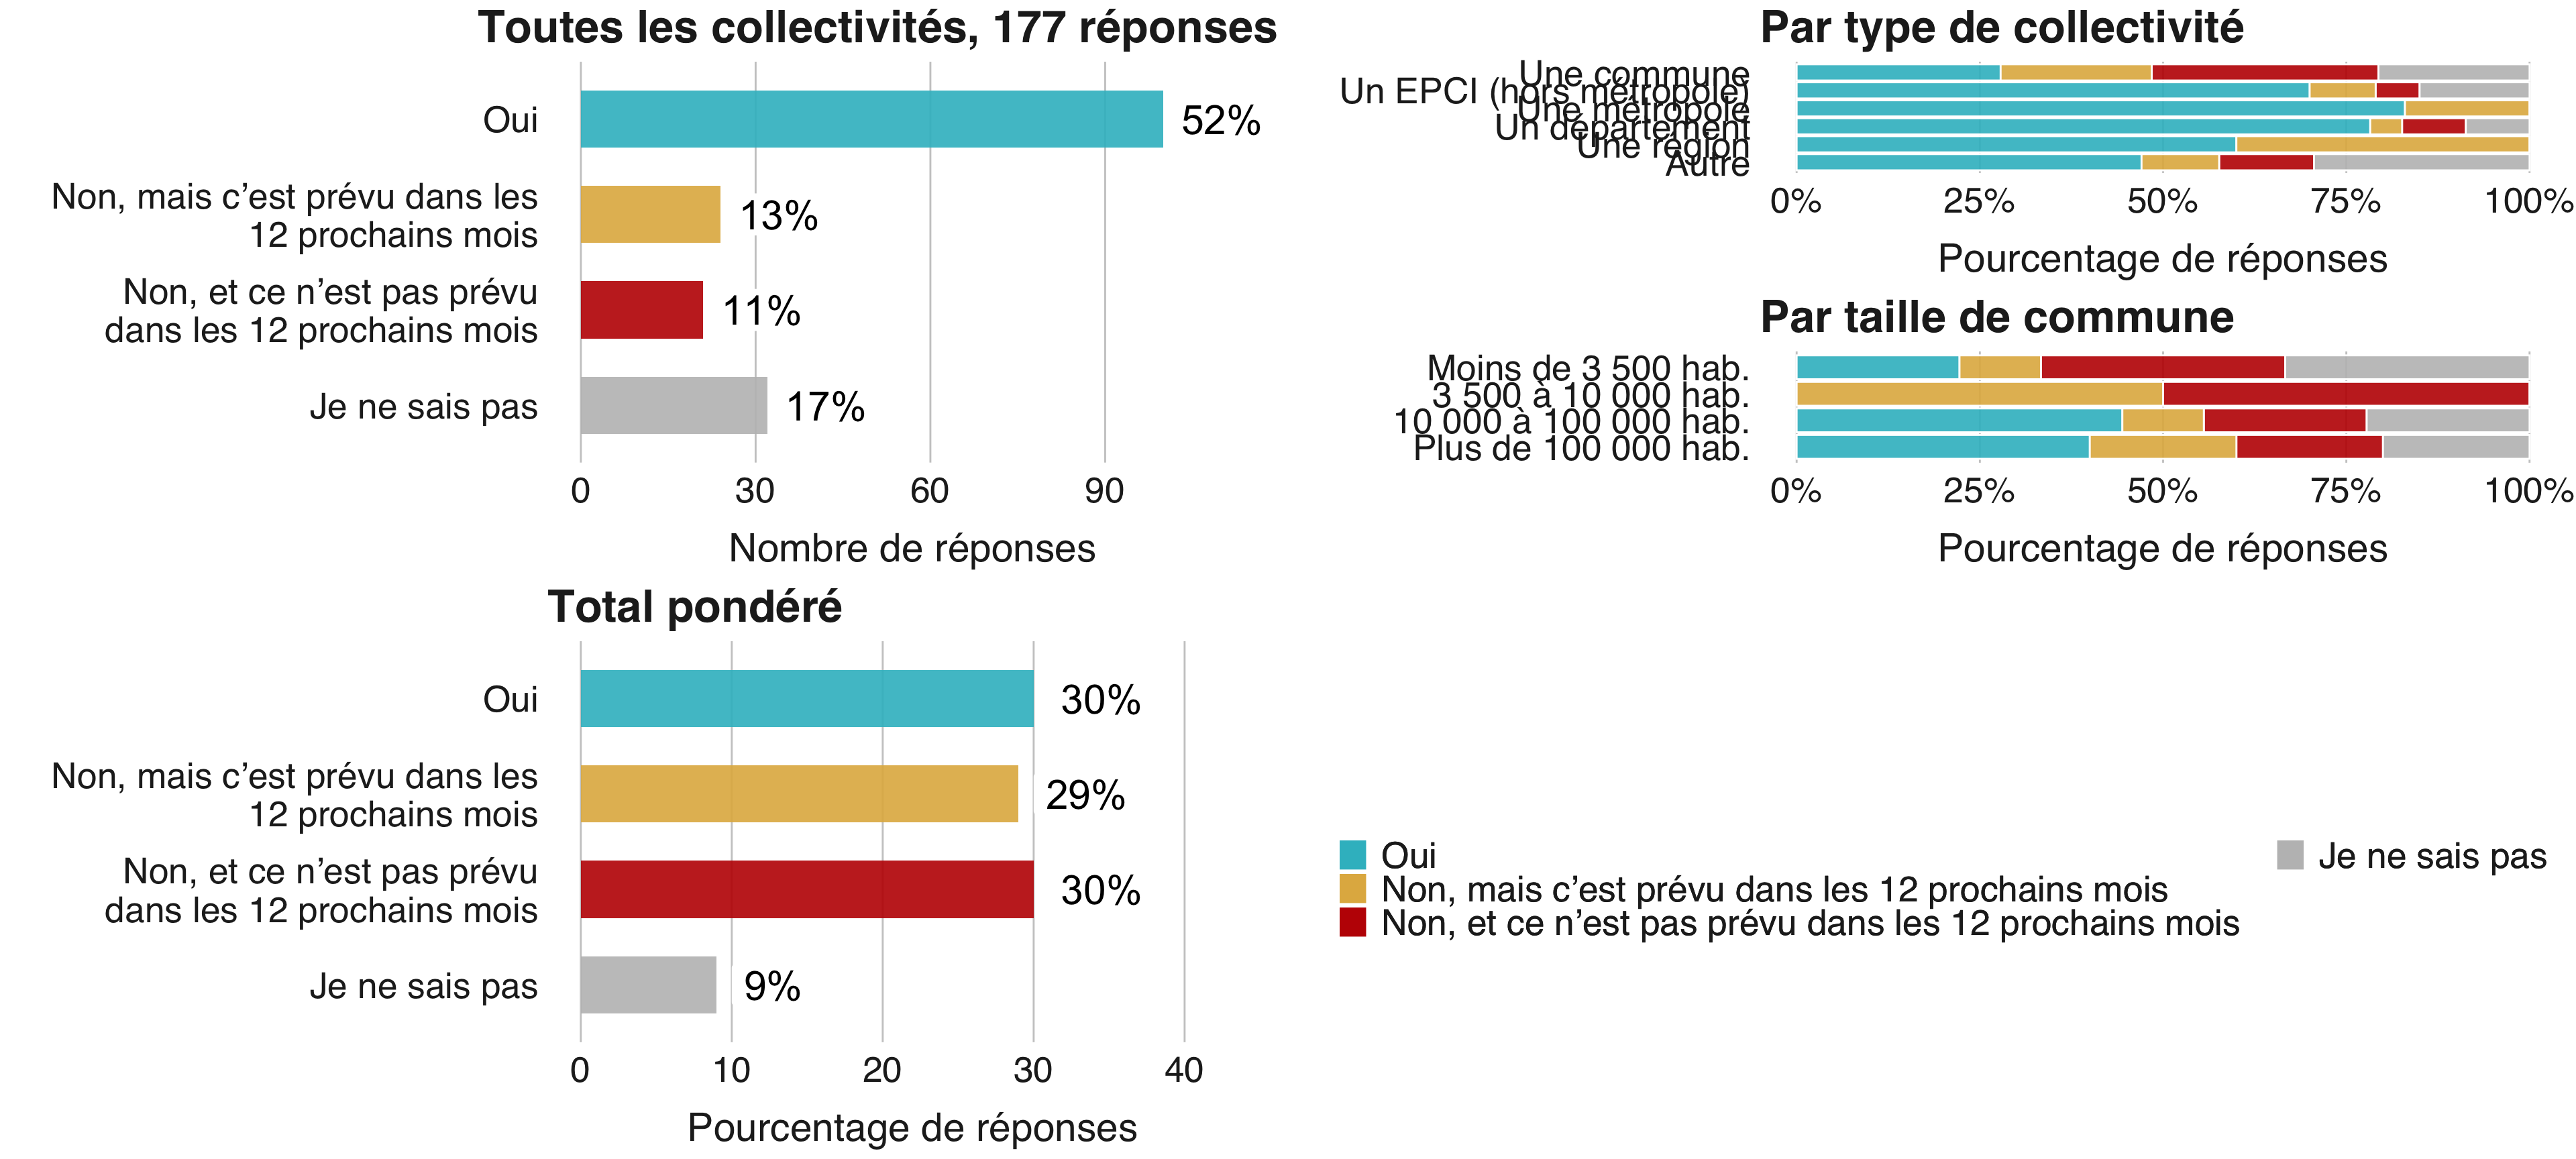 Toutes les collectivités, 177 réponses
Oui
52%
Non, mais c’est prévu dans les
12 prochains mois
13%
Non, et ce n’est pas prévu
dans les 12 prochains mois
11%
Je ne sais pas
17%
0 30 60 90
Nombre de réponses
Par type de collectivité
Une commune
Un EPCI (hors métropole)
Une métropole
Un département
Une région
Autre
0% 25% 50% 75% 100%
Pourcentage de réponses
Par taille de commune
Moins de 3 500 hab.
3 500 à 10 000 hab.
10 000 à 100 000 hab.
Plus de 100 000 hab.
0% 25% 50% 75% 100%
Pourcentage de réponses
Total pondéré
Oui
30%
Non, mais c’est prévu dans les
12 prochains mois
29%
Non, et ce n’est pas prévu
dans les 12 prochains mois
30%
Je ne sais pas
9%
0 10 20 30 40
Pourcentage de réponses
Oui
Non, mais c’est prévu dans les 12 prochains mois
Non, et ce n’est pas prévu dans les 12 prochains mois
Je ne sais pas